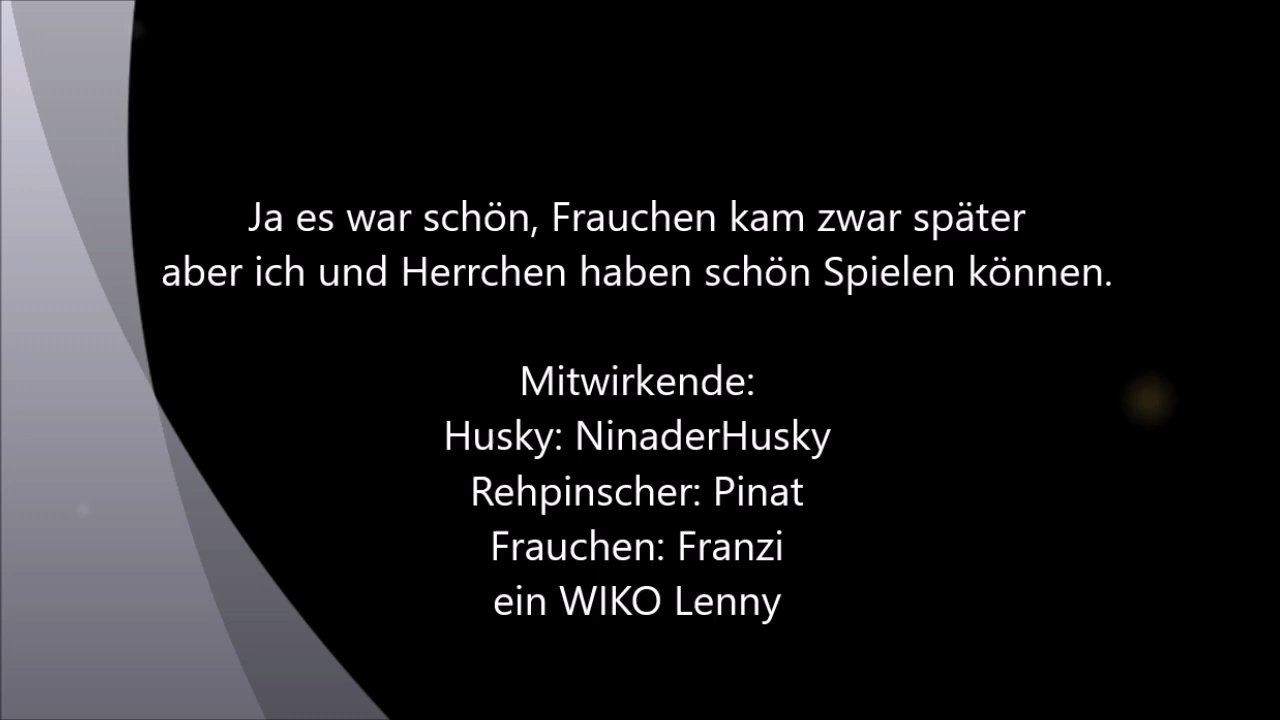 Ja es war schön, Frauchen kam zwar später
aber ich und Herrchen haben schön Spielen können.
Mitwirkende:
Husky: NinaderHusky
Rehpinscher: Pinat
Frauchen: Franzi
ein WIKO Lenny